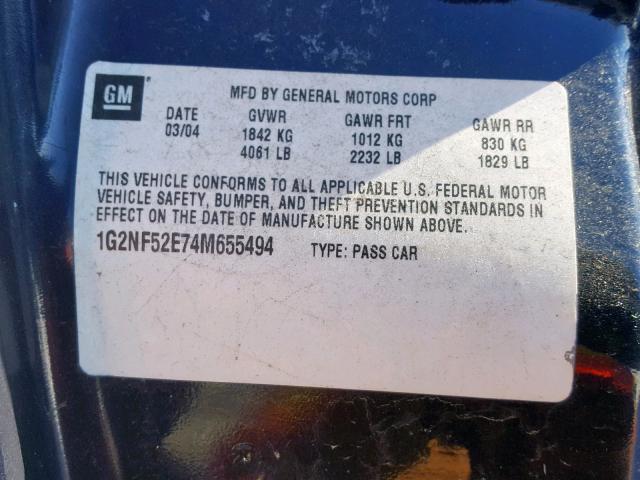 GM
MFD BY GENERAL MOTORS CORP
DATE GVWR GAWR FRT GAWR RR
03/04 1842 KG 1012 KG 830 KG
4061 LB 2232 LB 1829 LB
THIS VEHICLE CONFORMS TO ALL APPLICABLE U.S. FEDERAL MOTOR
VEHICLE SAFETY, BUMPER, AND THEFT PREVENTION STANDARDS IN
EFFECT ON THE DATE OF MANUFACTURE SHOWN ABOVE.
1G2NF52E74M655494 TYPE: PASS CAR